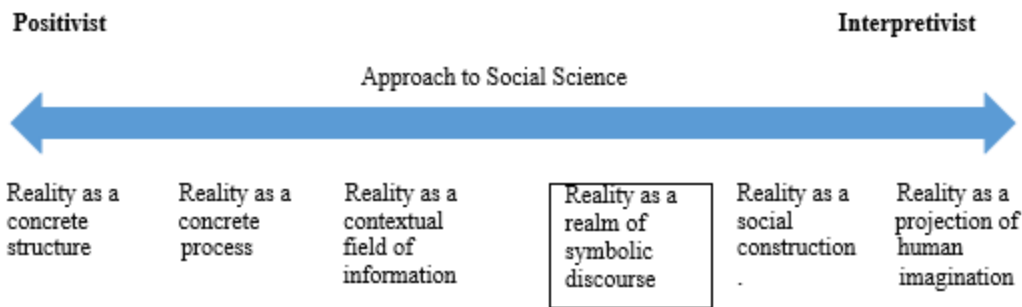 Positivist Interpretivist
Approach to Social Science
Reality as a
concrete
structure
Reality as a
concrete
process
Reality as a
contextual
field of
information
Reality as a
realm of
symbolic
discourse
Reality as a
social
construction
.
Reality as a
projection of
human
imagination